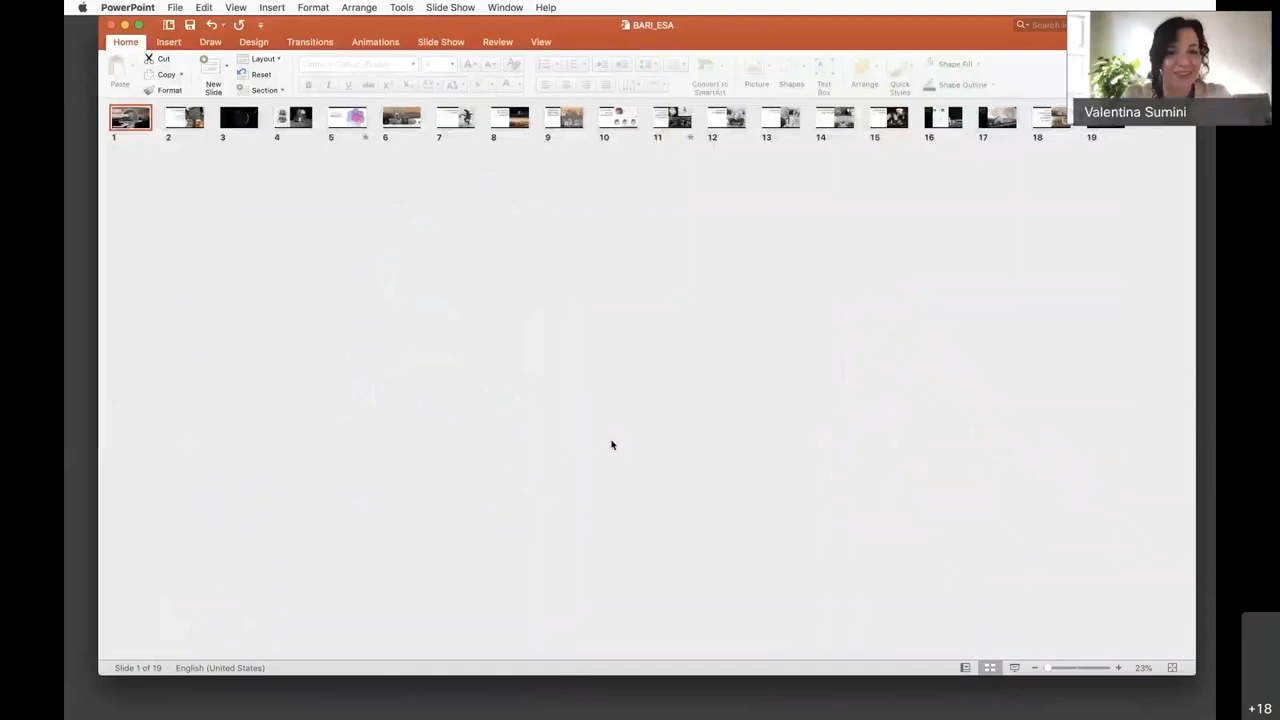 PowerPoint File Edit View Insert Format Arrange Tools Slide Show Window Help
BARI_ESA
Search in
Home Insert Draw Design Transitions Animations Slide Show Review View
Paste
Cut
Copy
Format
New Slide
Layout
Reset
Section
Convert to SmartArt
Picture
Shapes
Text Box
Arrange
Quick Styles
Shape Fill
Shape Outline
Valentina Sumini
1 2 3 4 5 6 7 8 9 10 11 12 13 14 15 16 17 18 19
Slide 1 of 19 English (United States)
23%
+18